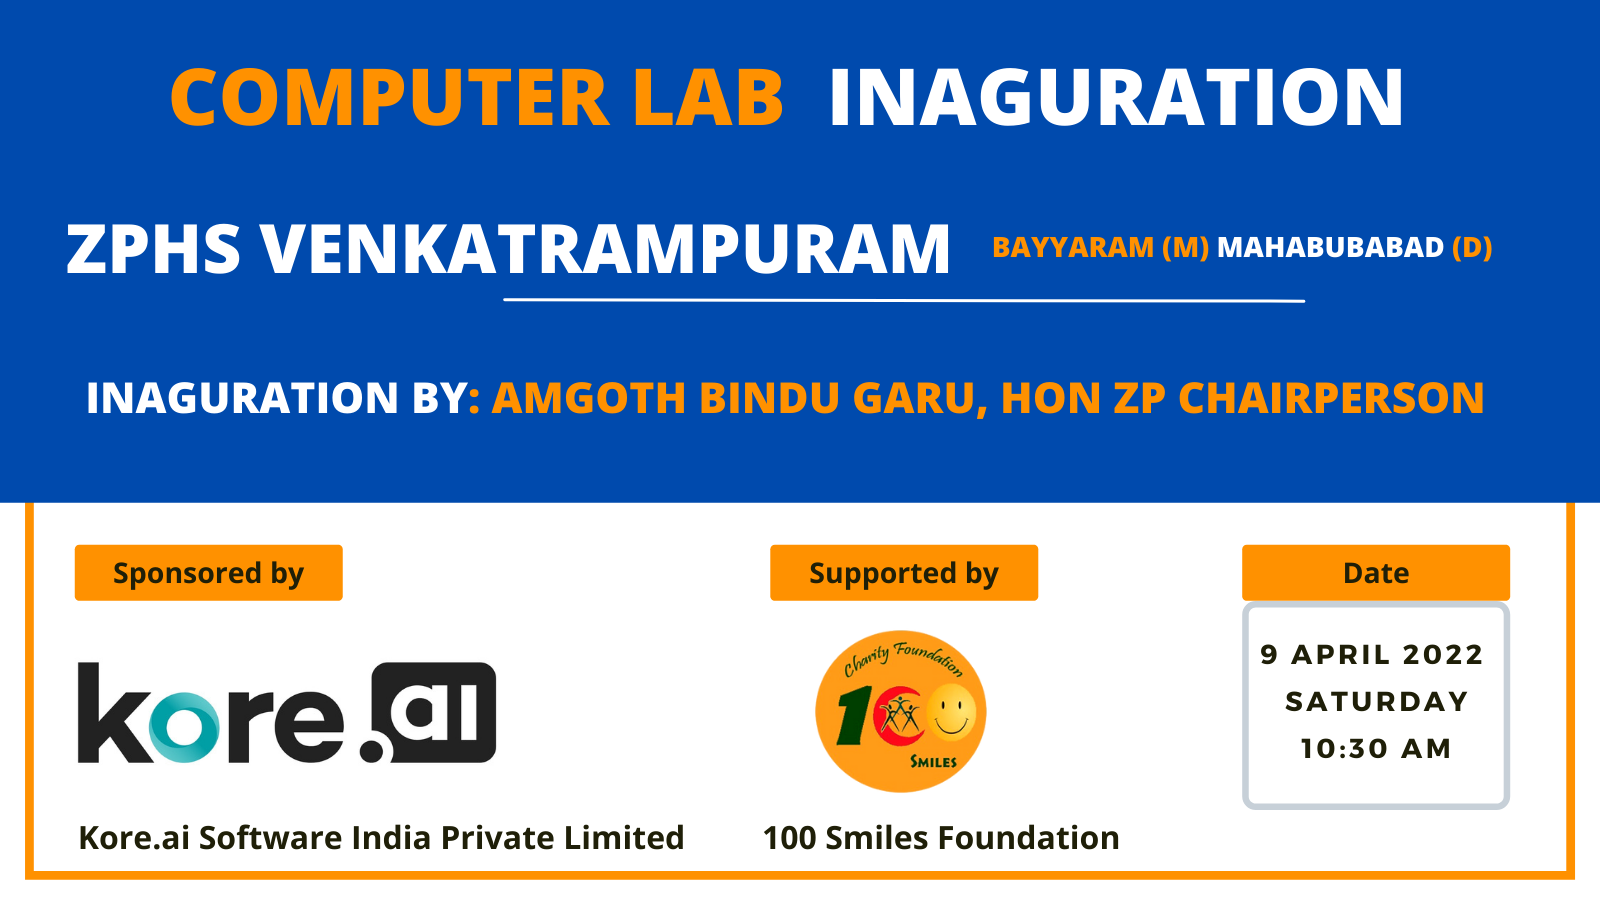 COMPUTER LAB INAGURATION
ZPHS VENKATRAMPURAM
BAYYARAM (M) MAHABUBABAD (D)
INAGURATION BY: AMGOTH BINDU GARU, HON ZP CHAIRPERSON
Sponsored by
kore.ai
Kore.ai Software India Private Limited
Supported by
Charity Foundation
100
SMILES
100 Smiles Foundation
Date
9 APRIL 2022
SATURDAY
10:30 AM